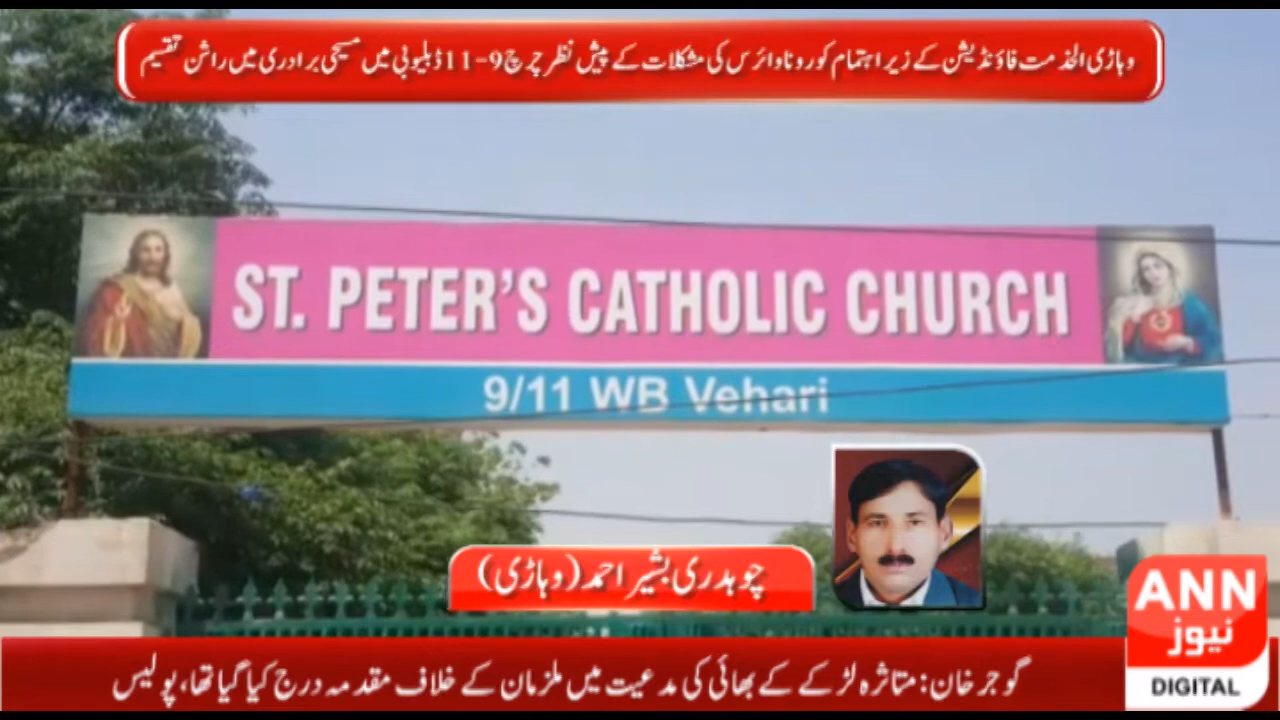 وہاڑی الخدمت فاؤنڈیشن کے زیر اہتمام کورونا وائرس کی مشکلات کے پیش نظر چرچ 9-11 ڈبلیو بی میں مسیحی برادری میں راشن تقسیم
ST. PETER'S CATHOLIC CHURCH
9/11 WB Vehari
چوہدری بشیر احمد (وہاڑی)
ANN
نیوز
DIGITAL
گوجر خان: متاثرہ لڑکے کے بھائی کی مدعیت میں ملزمان کے خلاف مقدمہ درج کیا گیا تھا، پولیس